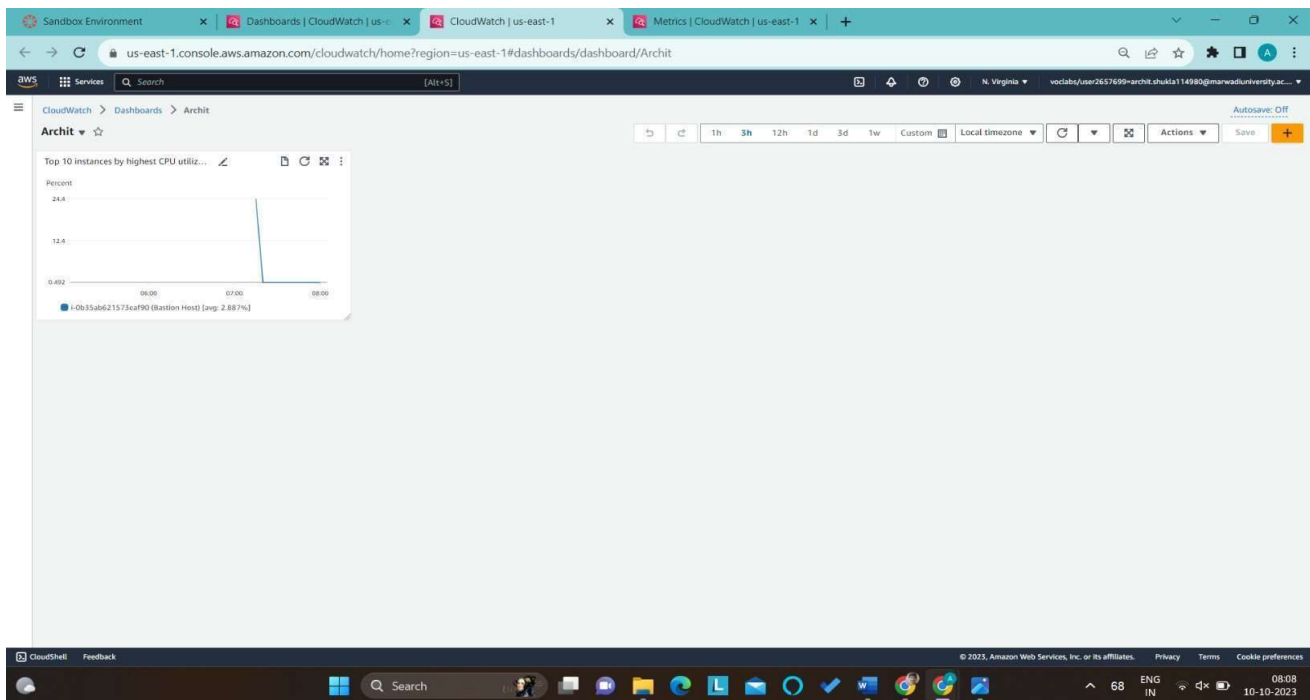 Sandbox Environment
Dashboards | CloudWatch | us-e
CloudWatch | us-east-1
Metrics | CloudWatch | us-east-1
us-east-1.console.aws.amazon.com/cloudwatch/home?region=us-east-1#dashboards/dashboard/Archit
A
aws Services Search [Alt+S] N. Virginia voclabs/user2657699=archit.shukla114980@marwadiuniversity.ac....
CloudWatch > Dashboards > Archit Autosave: Off
Archit 1h 3h 12h 1d 3d 1w Custom Local timezone Actions Save
Top 10 instances by highest CPU utiliz...
Percent
24.4
12.4
0.492
06:00 07:00 08:00
i-0b35ab621573eaf90 (Bastion Host) [avg: 2.887%]
CloudShell Feedback © 2023, Amazon Web Services, Inc. or its affiliates. Privacy Terms Cookie preferences
Search 68 ENG 08:08
IN 10-10-2023